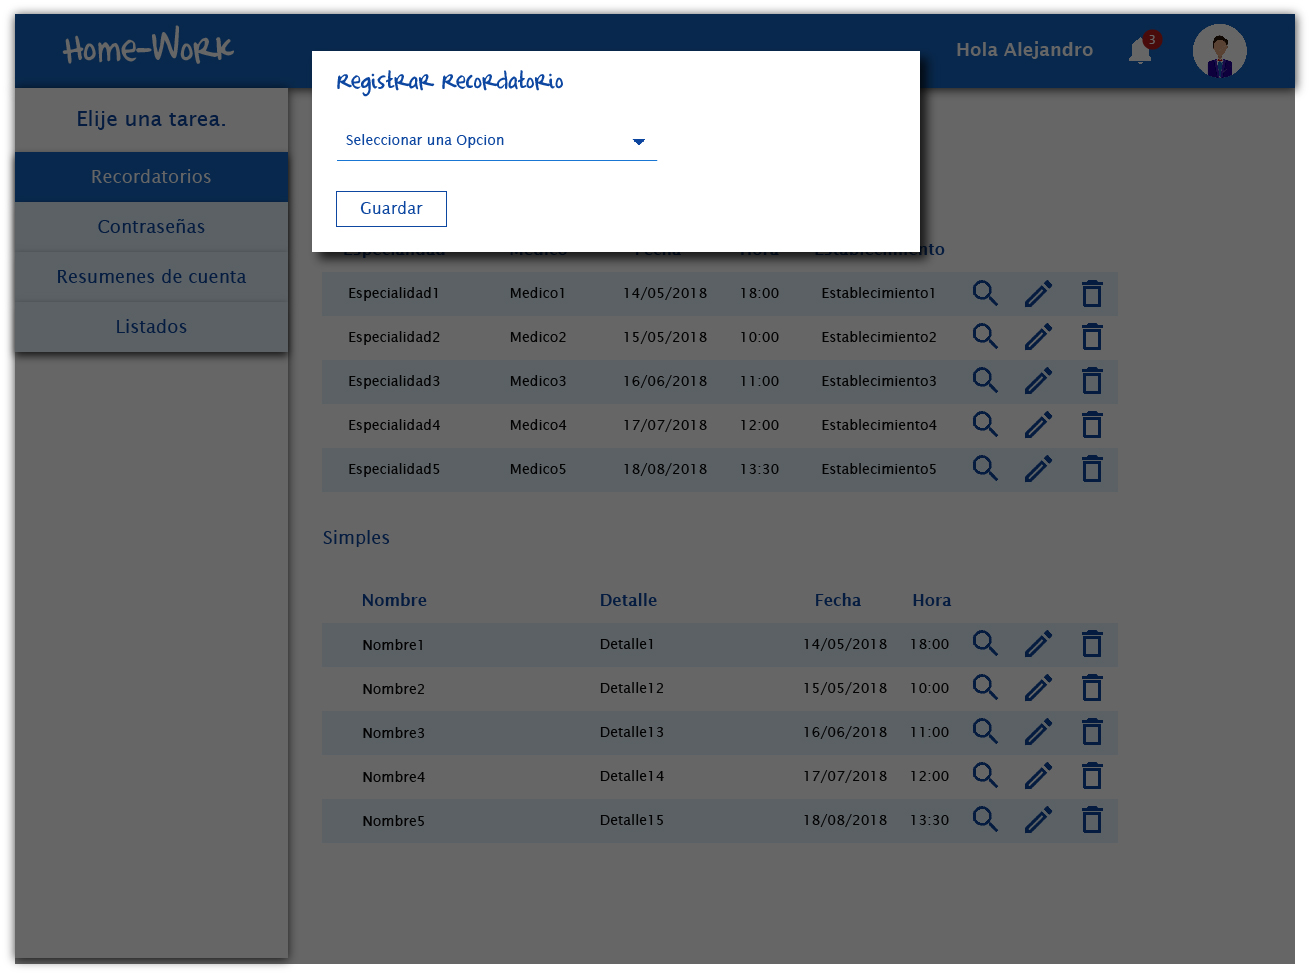 Home-Work
Hola Alejandro
3
Registrar Recordatorio
Seleccionar una Opcion
Guardar
Elije una tarea.
Recordatorios
Contraseñas
Resumenes de cuenta
Listados
Especialidad Medico Fecha Hora Establecimiento
Especialidad1 Medico1 14/05/2018 18:00 Establecimiento1
Especialidad2 Medico2 15/05/2018 10:00 Establecimiento2
Especialidad3 Medico3 16/06/2018 11:00 Establecimiento3
Especialidad4 Medico4 17/07/2018 12:00 Establecimiento4
Especialidad5 Medico5 18/08/2018 13:30 Establecimiento5
Simples
Nombre Detalle Fecha Hora
Nombre1 Detalle1 14/05/2018 18:00
Nombre2 Detalle12 15/05/2018 10:00
Nombre3 Detalle13 16/06/2018 11:00
Nombre4 Detalle14 17/07/2018 12:00
Nombre5 Detalle15 18/08/2018 13:30